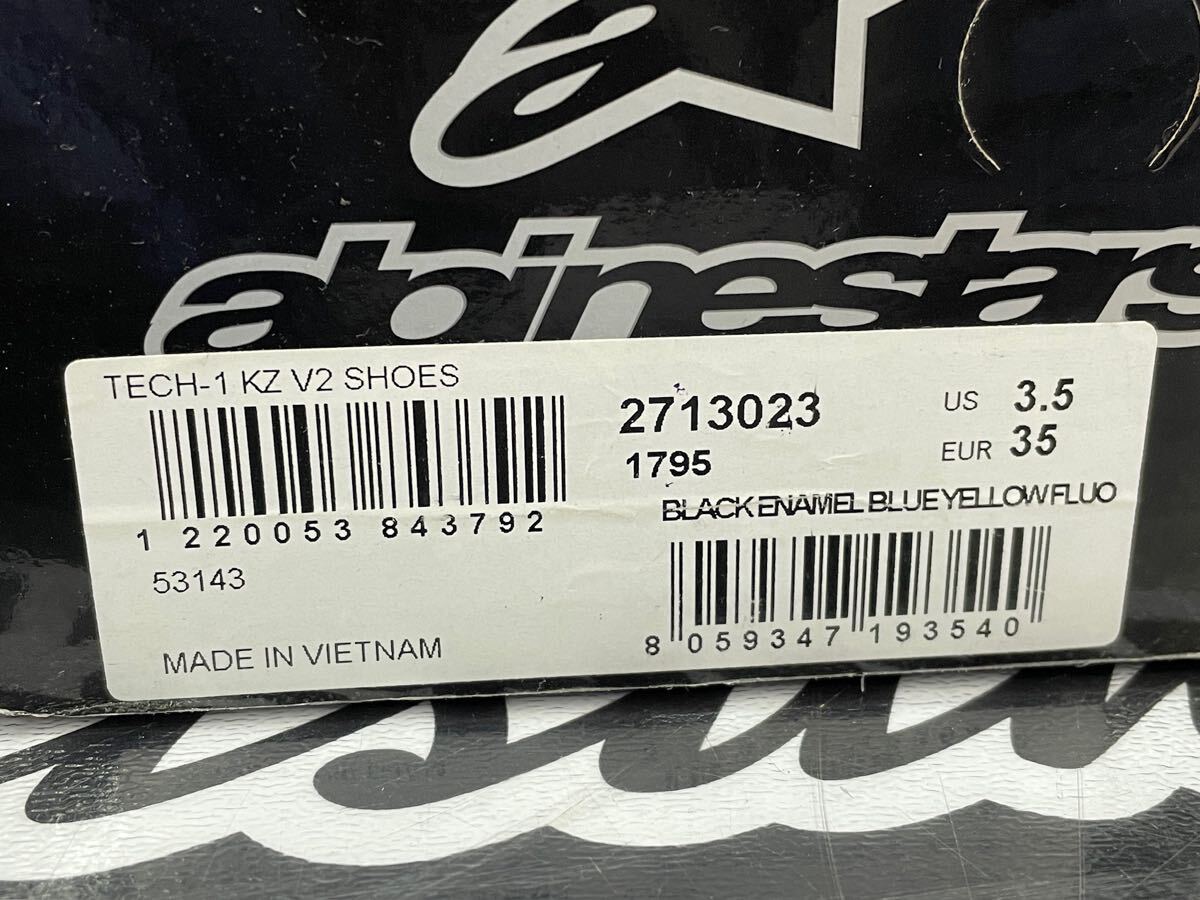 alpinestars
TECH-1 KZ V2 SHOES
2713023
1795
US 3.5
EUR 35
BLACK ENAMEL BLUE YELLOW FLUO
1 220053 843792
53143
8 059347 193540
MADE IN VIETNAM